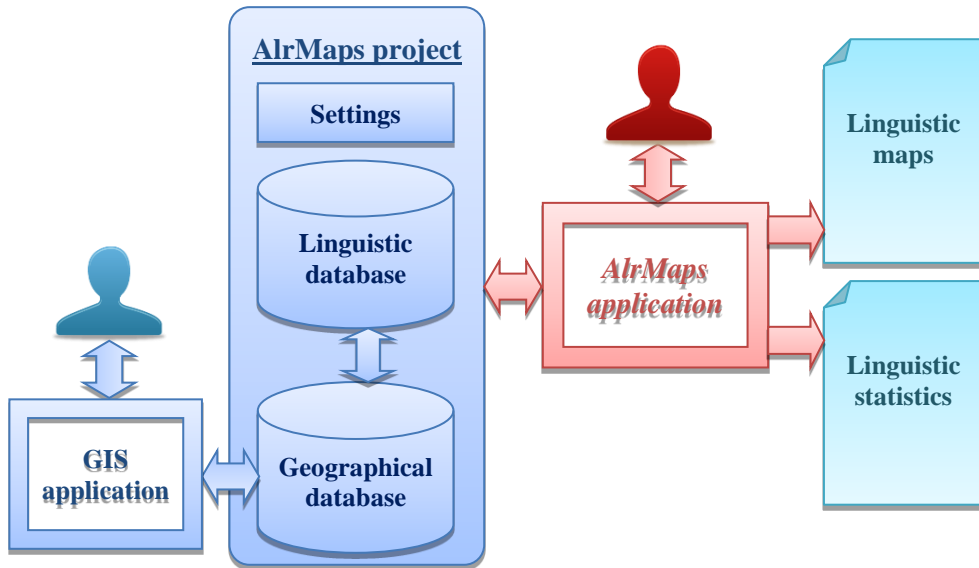 AlrMaps project
Settings
Linguistic
database
Geographical
database
GIS
application
AlrMaps
application
Linguistic
maps
Linguistic
statistics